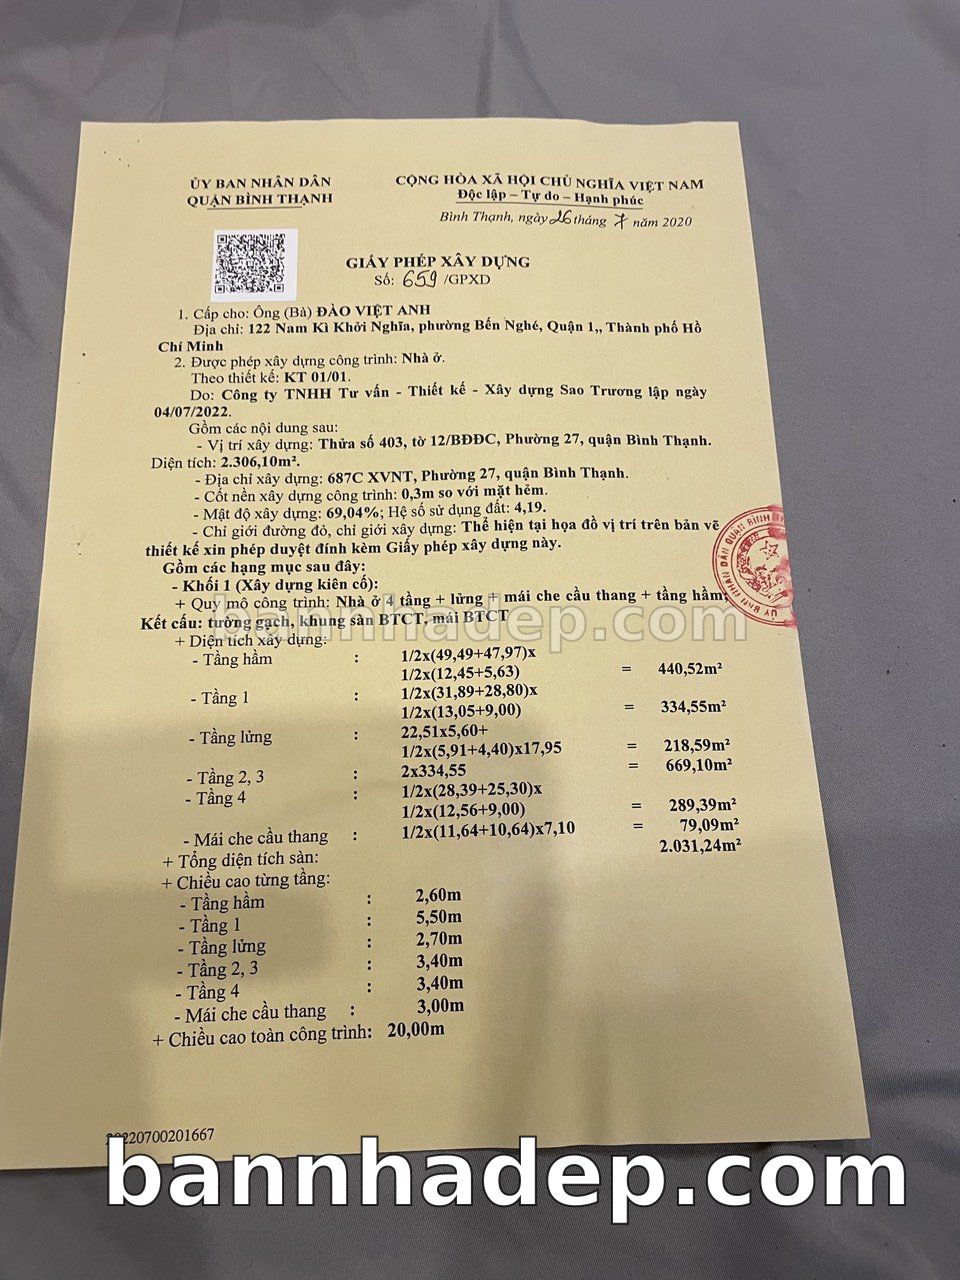 ỦY BAN NHÂN DÂN
QUẬN BÌNH THẠNH
CỘNG HÒA XÃ HỘI CHỦ NGHĨA VIỆT NAM
Độc lập – Tự do – Hạnh phúc
Bình Thạnh, ngày 26 tháng 7 năm 2020
GIẤY PHÉP XÂY DỰNG
Số: 659 /GPXD
1. Cấp cho: Ông (Bà) ĐÀO VIỆT ANH
Địa chỉ: 122 Nam Kì Khởi Nghĩa, phường Bến Nghé, Quận 1,, Thành phố Hồ
Chí Minh
2. Được phép xây dựng công trình: Nhà ở.
Theo thiết kế: KT 01/01.
Do: Công ty TNHH Tư vấn - Thiết kế - Xây dựng Sao Trương lập ngày
04/07/2022.
Gồm các nội dung sau:
- Vị trí xây dựng: Thửa số 403, tờ 12/BĐĐC, Phường 27, quận Bình Thạnh.
Diện tích: 2.306,10m².
- Địa chỉ xây dựng: 687C XVNT, Phường 27, quận Bình Thạnh.
- Cốt nền xây dựng công trình: 0,3m so với mặt hẻm.
- Mật độ xây dựng: 69,04%; Hệ số sử dụng đất: 4,19.
- Chỉ giới đường đỏ, chỉ giới xây dựng: Thể hiện tại họa đồ vị trí trên bản vẽ
thiết kế xin phép duyệt đính kèm Giấy phép xây dựng này.
Gồm các hạng mục sau đây:
- Khối 1 (Xây dựng kiên cố):
+ Quy mô công trình: Nhà ở 4 tầng + lửng + mái che cầu thang + tầng hầm;
Kết cấu: tường gạch, khung sàn BTCT, mái BTCT
bannhadep.com
+ Diện tích xây dựng:
- Tầng hầm : 1/2x(49,49+47,97)x
1/2x(12,45+5,63) = 440,52m²
- Tầng 1 : 1/2x(31,89+28,80)x
1/2x(13,05+9,00) = 334,55m²
- Tầng lửng : 22,51x5,60+
1/2x(5,91+4,40)x17,95 = 218,59m²
- Tầng 2, 3 : 2x334,55 = 669,10m²
- Tầng 4 : 1/2x(28,39+25,30)x
1/2x(12,56+9,00) = 289,39m²
- Mái che cầu thang : 1/2x(11,64+10,64)x7,10 = 79,09m²
+ Tổng diện tích sàn: 2.031,24m²
+ Chiều cao từng tầng:
- Tầng hầm : 2,60m
- Tầng 1 : 5,50m
- Tầng lửng : 2,70m
- Tầng 2, 3 : 3,40m
- Tầng 4 : 3,40m
- Mái che cầu thang : 3,00m
+ Chiều cao toàn công trình: 20,00m
20220700201667
bannhadep.com